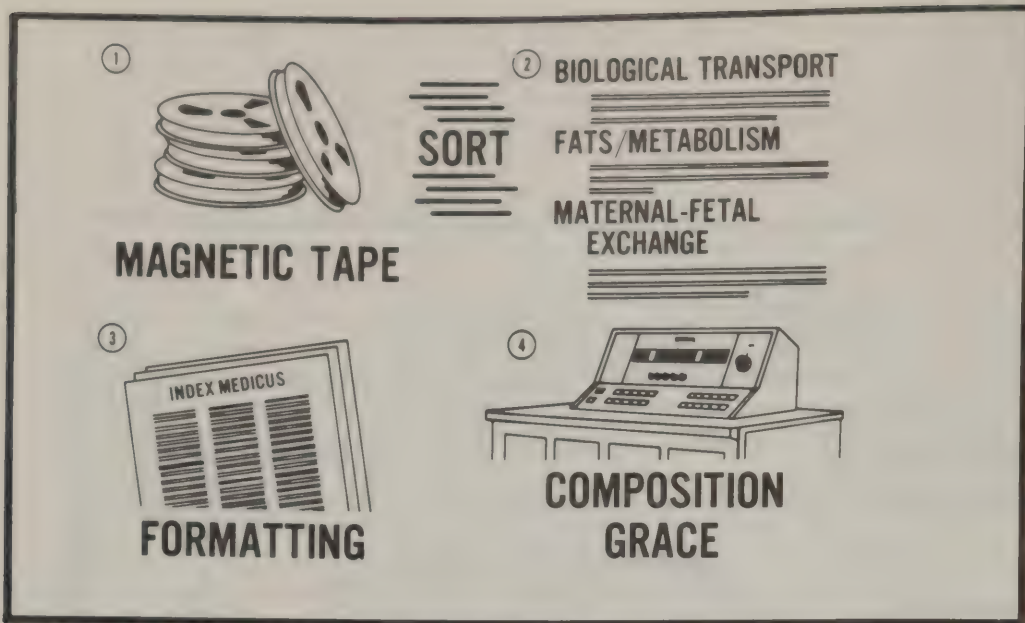 ①
MAGNETIC TAPE
SORT
②
BIOLOGICAL TRANSPORT
FATS/METABOLISM
MATERNAL-FETAL
EXCHANGE
③
INDEX MEDICUS
FORMATTING
④
COMPOSITION
GRACE